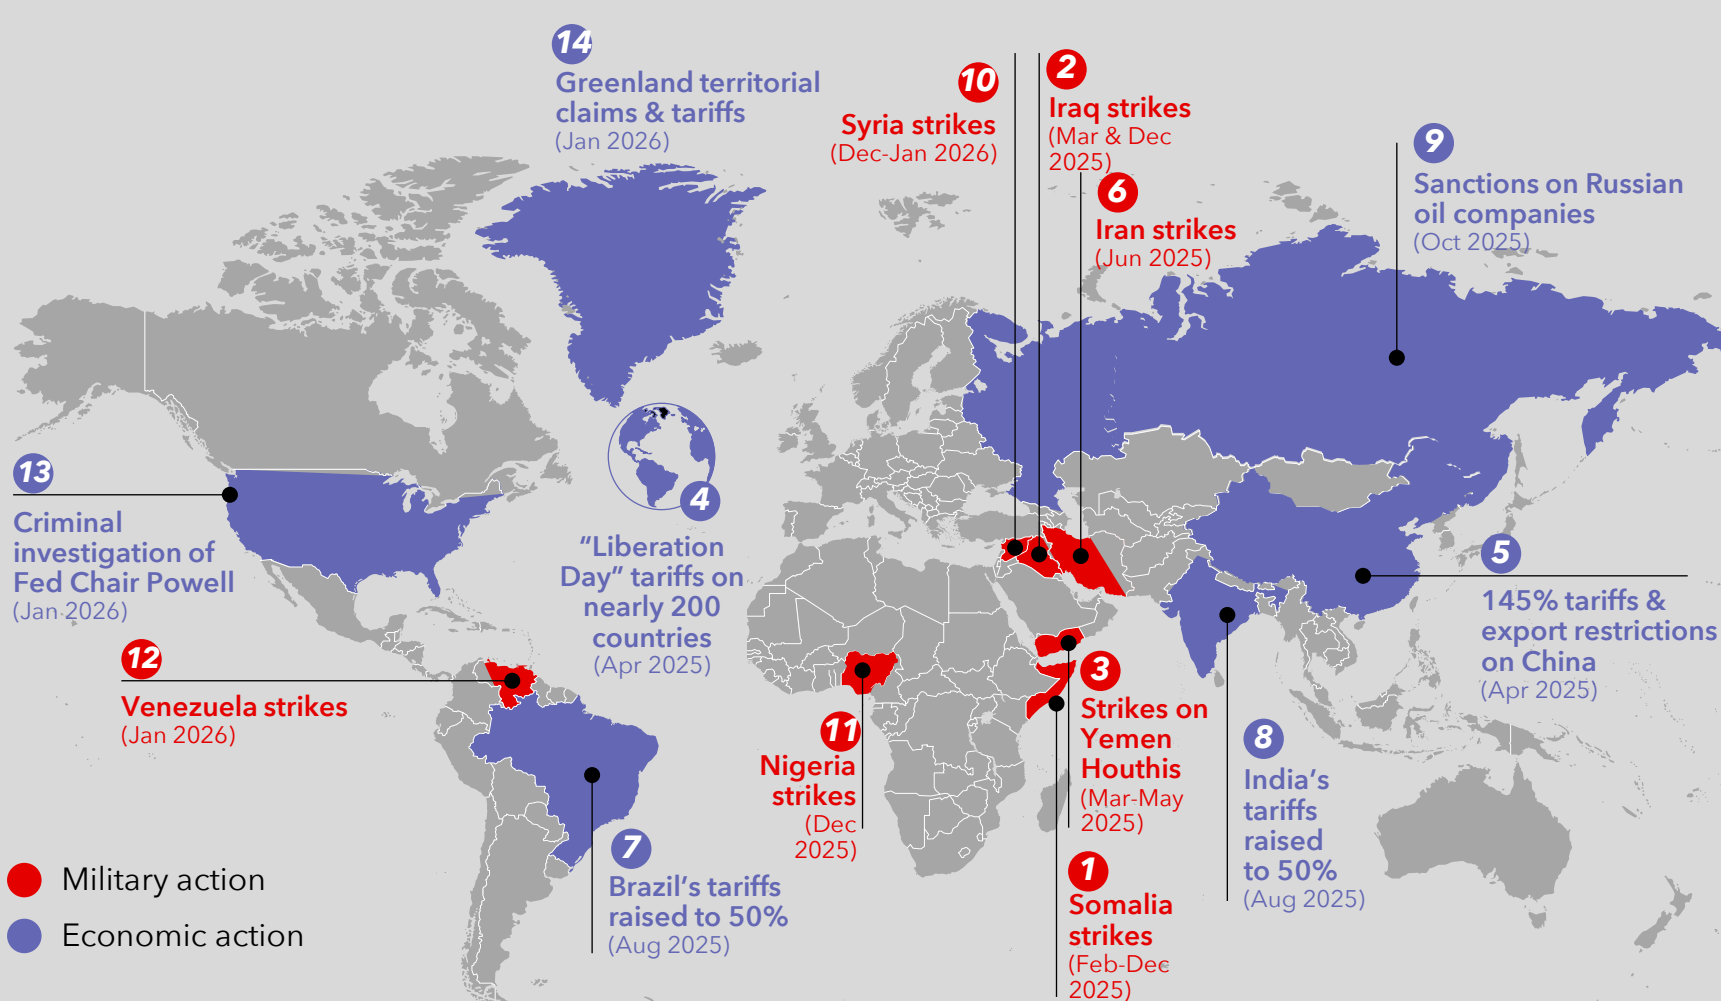 14
Greenland territorial
claims & tariffs
(Jan 2026)
10
Syria strikes
(Dec-Jan 2026)
2
Iraq strikes
(Mar & Dec
2025)
6
Iran strikes
(Jun 2025)
9
Sanctions on Russian
oil companies
(Oct 2025)
13
Criminal
investigation of
Fed Chair Powell
(Jan 2026)
4
“Liberation
Day” tariffs on
nearly 200
countries
(Apr 2025)
5
145% tariffs &
export restrictions
on China
(Apr 2025)
12
Venezuela strikes
(Jan 2026)
11
Nigeria
strikes
(Dec
2025)
3
Strikes on
Yemen
Houthis
(Mar-May
2025)
8
India’s
tariffs
raised
to 50%
(Aug 2025)
7
Brazil’s tariffs
raised to 50%
(Aug 2025)
1
Somalia
strikes
(Feb-Dec
2025)
Military action
Economic action